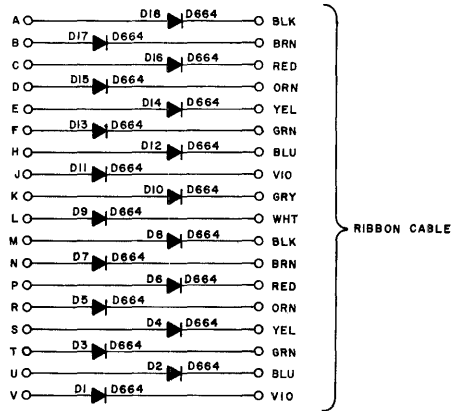 A D18 D664 BLK
B D17 D664 BRN
C D16 D664 RED
D D15 D664 ORN
E D14 D664 YEL
F D13 D664 GRN
H D12 D664 BLU
J D11 D664 VIO
K D10 D664 GRY
L D9 D664 WHT
M D8 D664 BLK
N D7 D664 BRN
P D6 D664 RED
R D5 D664 ORN
S D4 D664 YEL
T D3 D664 GRN
U D2 D664 BLU
V D1 D664 VIO
RIBBON CABLE